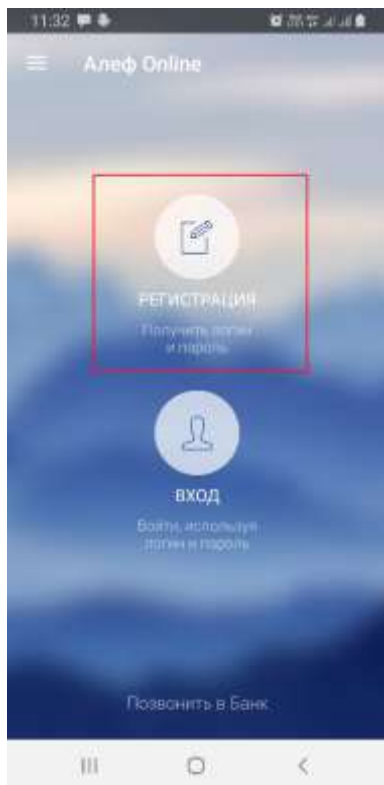 11:32
Алеф Online
РЕГИСТРАЦИЯ
Получить логин
и пароль
ВХОД
Войти, используя
логин и пароль
Позвонить в Банк